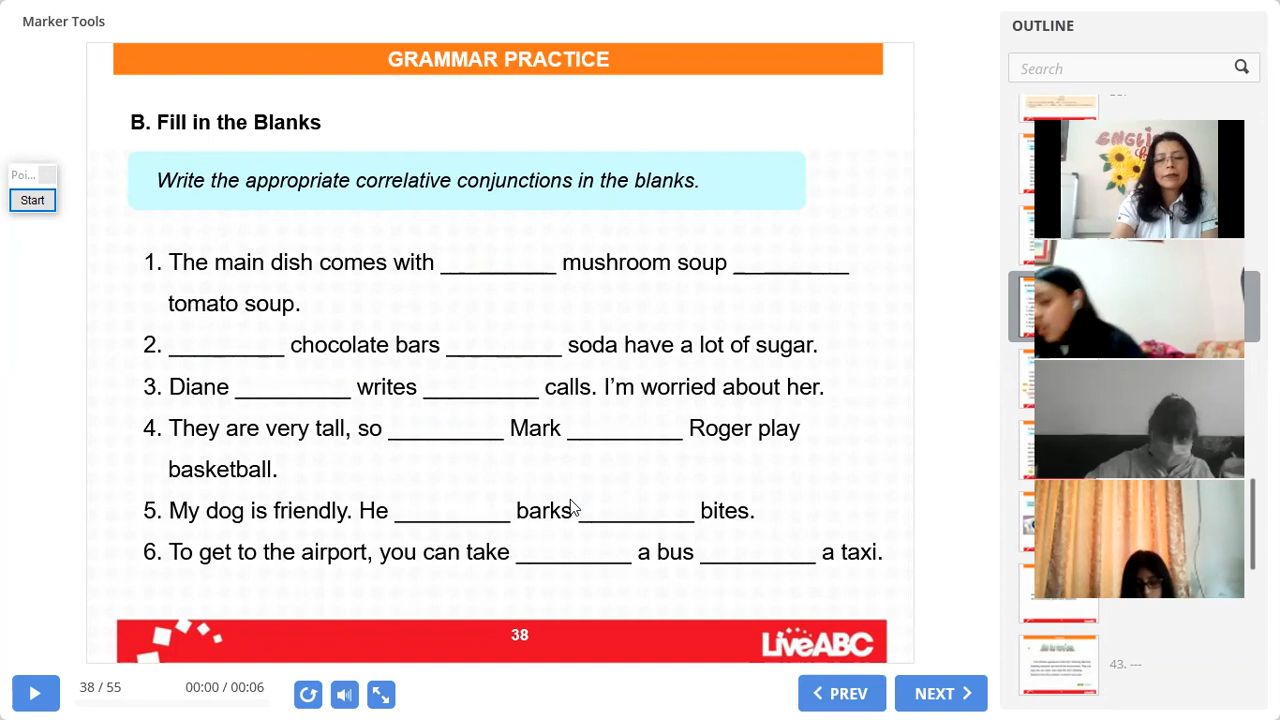 Marker Tools
OUTLINE
GRAMMAR PRACTICE
Search
B. Fill in the Blanks
Poi...
Start
Write the appropriate correlative conjunctions in the blanks.
1. The main dish comes with _________ mushroom soup _________
tomato soup.
2. _________ chocolate bars _________ soda have a lot of sugar.
3. Diane _________ writes _________ calls. I'm worried about her.
4. They are very tall, so _________ Mark _________ Roger play
basketball.
5. My dog is friendly. He _________ barks _________ bites.
6. To get to the airport, you can take _________ a bus _________ a taxi.
38
LiveABC
43. ---
38 / 55
00:00 / 00:06
PREV
NEXT